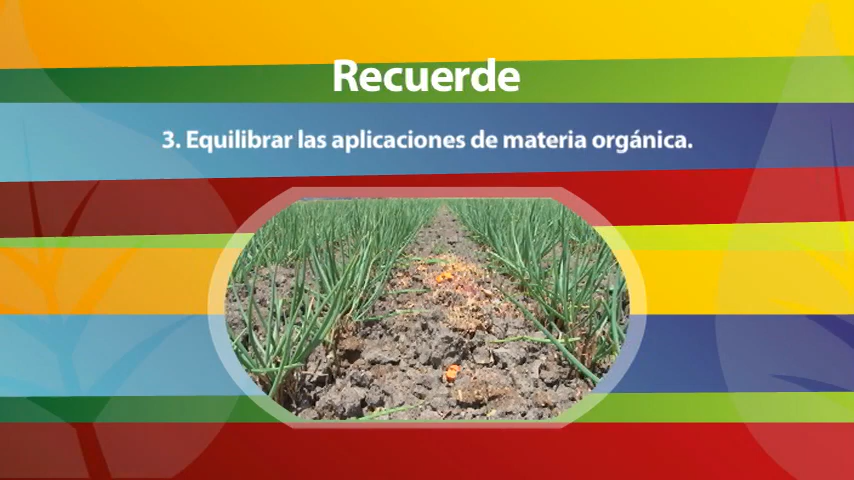 Recuerde
3. Equilibrar las aplicaciones de materia orgánica.